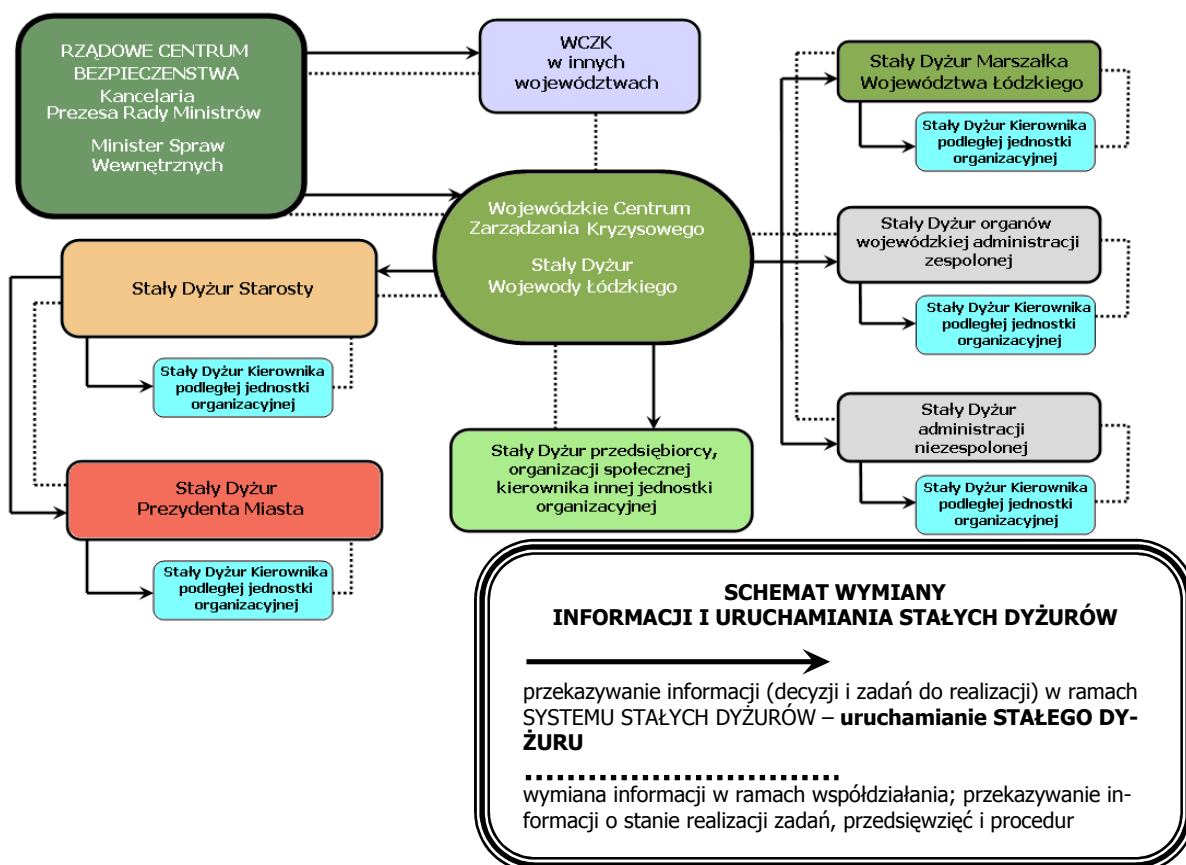 RZĄDOWE CENTRUM
BEZPIECZENSTWA
Kancelaria
Prezesa Rady Ministrów
Minister Spraw
Wewnętrznych
WCZK
w innych
województwach
Stały Dyżur Marszałka
Województwa Łódzkiego
Stały Dyżur Kierownika
podległej jednostki
organizacyjnej
Wojewódzkie Centrum
Zarządzania Kryzysowego
Stały Dyżur
Wojewody Łódzkiego
Stały Dyżur organów
wojewódzkiej administracji
zespolonej
Stały Dyżur Kierownika
podległej jednostki
organizacyjnej
Stały Dyżur Starosty
Stały Dyżur Kierownika
podległej jednostki
organizacyjnej
Stały Dyżur
administracji
niezespolonej
Stały Dyżur Kierownika
podległej jednostki
organizacyjnej
Stały Dyżur przedsiębiorcy,
organizacji społecznej
kierownika innej jednostki
organizacyjnej
Stały Dyżur
Prezydenta Miasta
Stały Dyżur Kierownika
podległej jednostki
organizacyjnej
SCHEMAT WYMIANY
INFORMACJI I URUCHAMIANIA STAŁYCH DYŻURÓW
przekazywanie informacji (decyzji i zadań do realizacji) w ramach
SYSTEMU STAŁYCH DYŻURÓW – uruchamianie STAŁEGO DY-
ŻURU
wymiana informacji w ramach współdziałania; przekazywanie in-
formacji o stanie realizacji zadań, przedsięwzięć i procedur